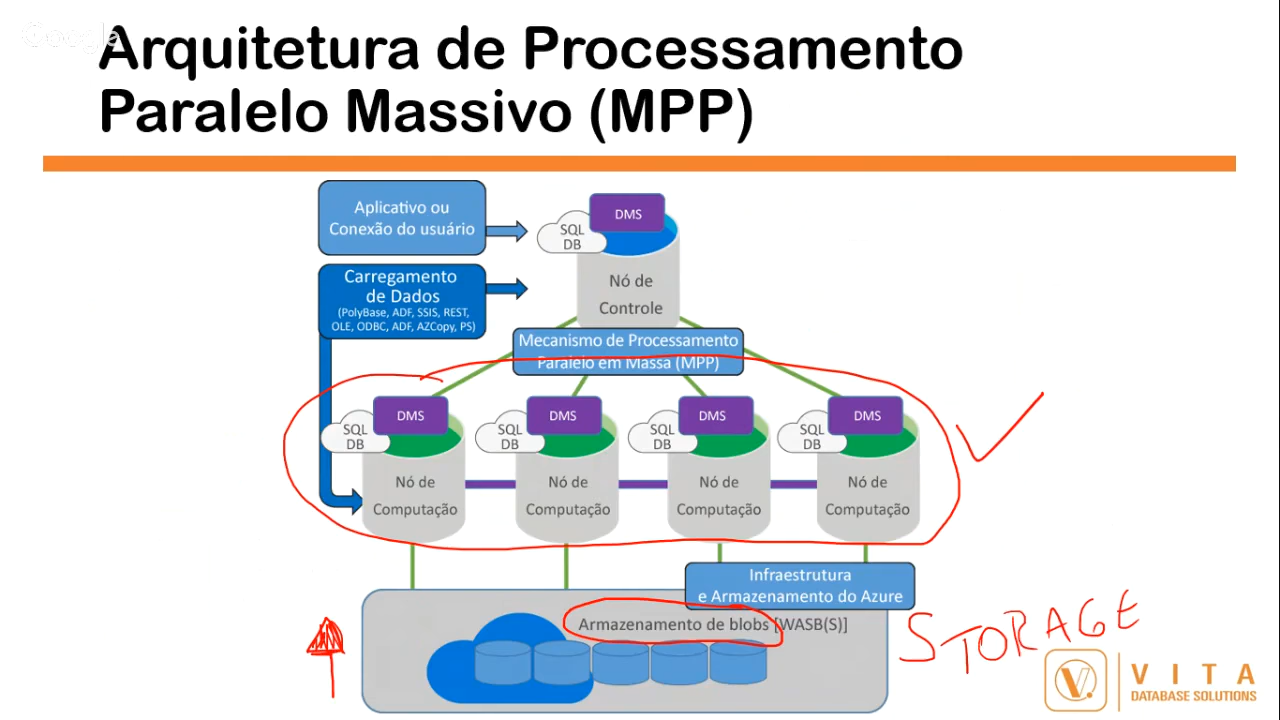 Google
Arquitetura de Processamento
Paralelo Massivo (MPP)
Aplicativo ou
Conexão do usuário
DMS
SQL
DB
Nó de
Controle
Carregamento
de Dados
(PolyBase, ADF, SSIS, REST,
OLE, ODBC, ADF, AZCopy, PS)
Mecanismo de Processamento
Paralelo em Massa (MPP)
DMS
SQL
DB
Nó de
Computação
DMS
SQL
DB
Nó de
Computação
DMS
SQL
DB
Nó de
Computação
DMS
SQL
DB
Nó de
Computação
Infraestrutura
e Armazenamento do Azure
Armazenamento de blobs [WASB(S)]
STORAGE
V
VITA
DATABASE SOLUTIONS